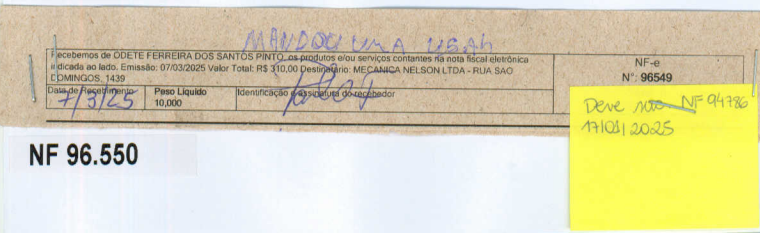 MANDOU UMA USADA
Recebemos de ODETE FERREIRA DOS SANTOS PINTO, os produtos e/ou serviços contantes na nota fiscal eletrônica
indicada ao lado. Emissão: 07/03/2025 Valor Total: R$ 310,00 Destinatário: MECANICA NELSON LTDA - RUA SAO
DOMINGOS, 1439
NF-e
N°: 96549
Data de Recebimento
7/3/25
Peso Líquido
10,000
Identificação e assinatura do recebedor
Deve NF 94786
17/01/2025
NF 96.550